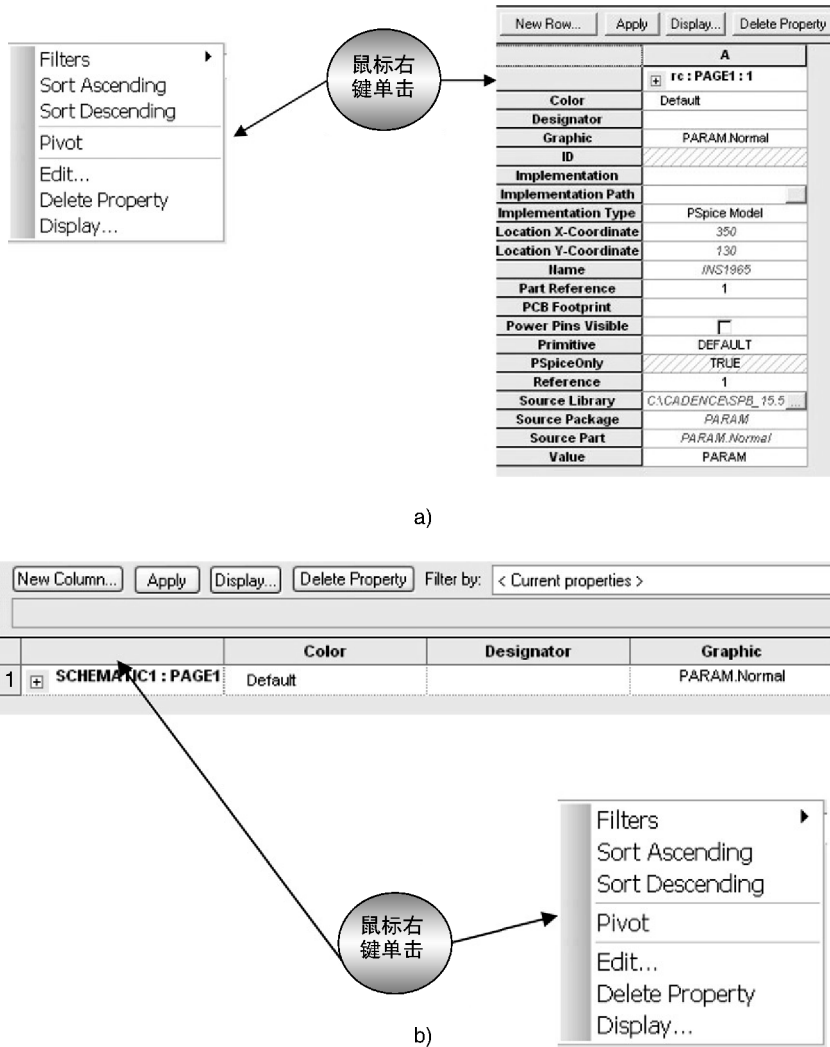 Filters
Sort Ascending
Sort Descending
Pivot
Edit...
Delete Property
Display...
鼠标右
键单击
New Row... Apply Display... Delete Property
A
rc : PAGE1 : 1
Color Default
Designator
Graphic PARAM.Normal
ID
Implementation
Implementation Path
Implementation Type PSpice Model
Location X-Coordinate 350
Location Y-Coordinate 130
Name INS1965
Part Reference 1
PCB Footprint
Power Pins Visible
Primitive DEFAULT
PSpiceOnly TRUE
Reference 1
Source Library C:\CADENCE\SPB_15.5 ...
Source Package PARAM
Source Part PARAM.Normal
Value PARAM
a)
New Column... Apply Display... Delete Property Filter by: < Current properties >
Color Designator Graphic
1 SCHEMATIC1 : PAGE1 Default PARAM.Normal
鼠标右
键单击
Filters
Sort Ascending
Sort Descending
Pivot
Edit...
Delete Property
Display...
b)